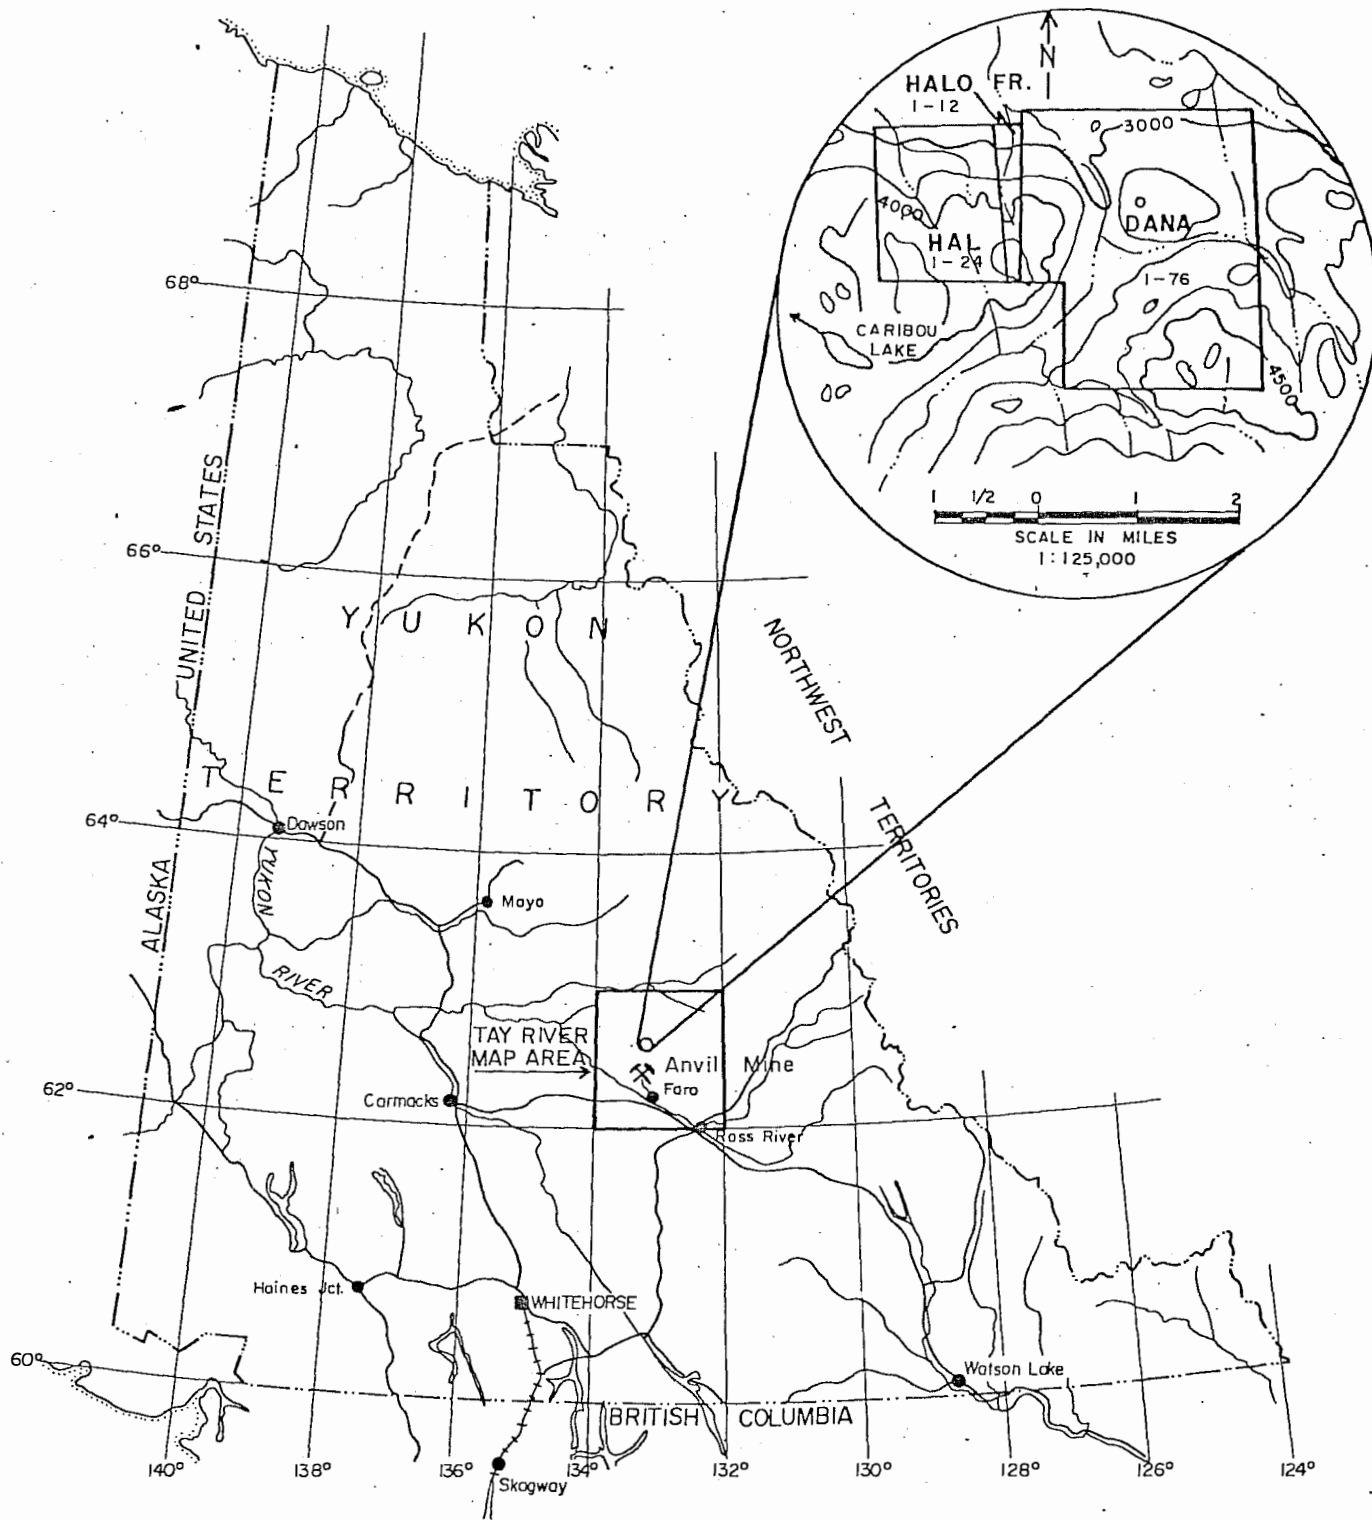 N
HALO FR.
1-12
3000
4000
DANA
HAL
1-24
1-76
CARIBOU
LAKE
4500
1 1/2 0 1 2
SCALE IN MILES
1:125,000
68°
66°
64°
62°
60°
UNITED STATES
ALASKA
YUKON
TERRITORY
NORTHWEST
TERRITORIES
Dawson
YUKON
RIVER
Mayo
TAY RIVER
MAP AREA
Anvil Mine
Faro
Carmacks
Ross River
Haines Jct.
WHITEHORSE
Watson Lake
BRITISH COLUMBIA
Skagway
140° 138° 136° 134° 132° 130° 128° 126° 124°